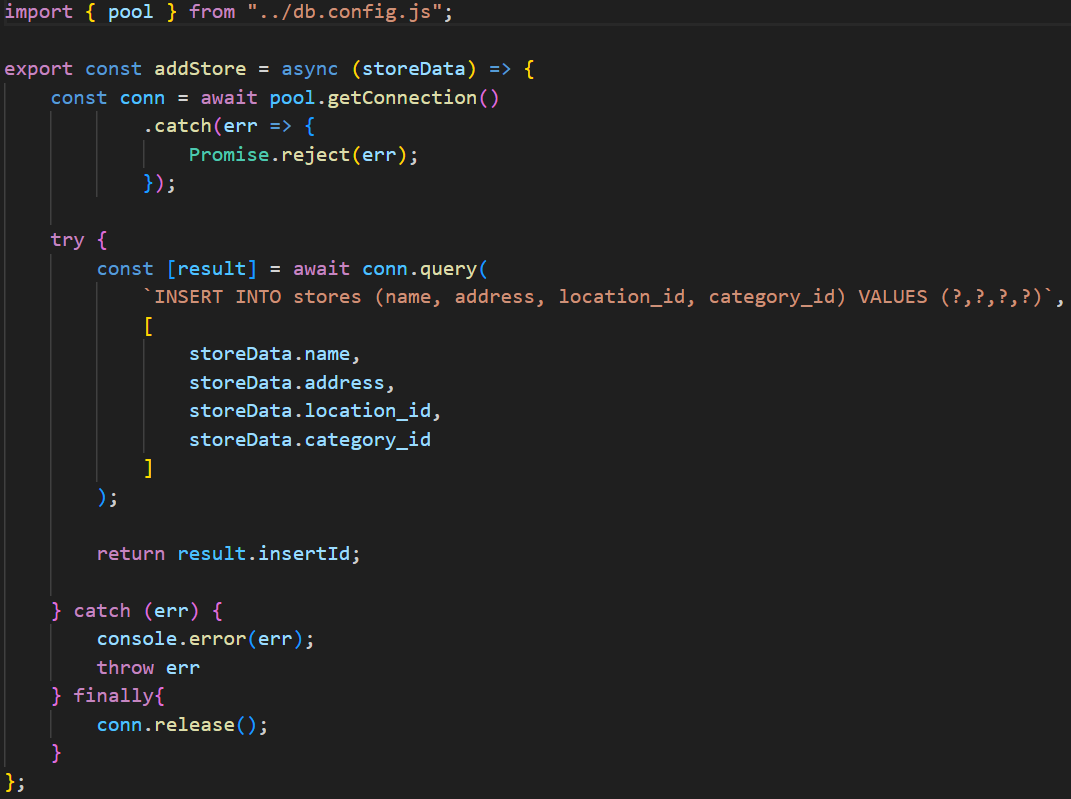 import { pool } from "../db.config.js";
export const addStore = async (storeData) => {
const conn = await pool.getConnection()
.catch(err => {
Promise.reject(err);
});
try {
const [result] = await conn.query(
`INSERT INTO stores (name, address, location_id, category_id) VALUES (?,?,?,?)`,
[
storeData.name,
storeData.address,
storeData.location_id,
storeData.category_id
]
);
return result.insertId;
} catch (err) {
console.error(err);
throw err
} finally{
conn.release();
}
};